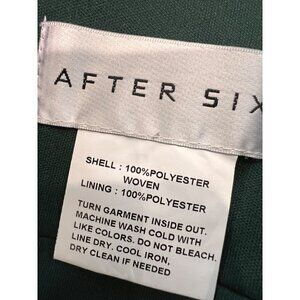 AFTER SIX
SHELL : 100%POLYESTER
WOVEN
LINING : 100%POLYESTER
TURN GARMENT INSIDE OUT.
MACHINE WASH COLD WITH
LIKE COLORS. DO NOT BLEACH.
LINE DRY. COOL IRON,
DRY CLEAN IF NEEDED